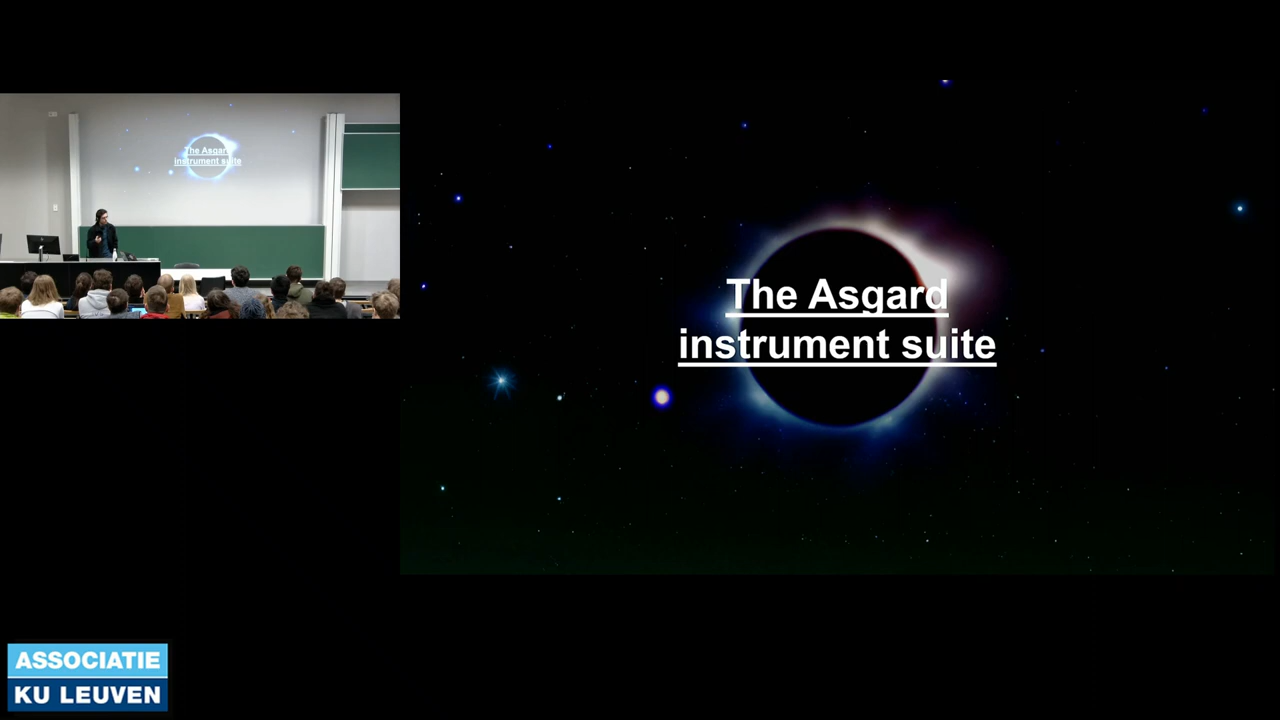 The Asgard
instrument suite
The Asgard
instrument suite
ASSOCIATIE
KU LEUVEN